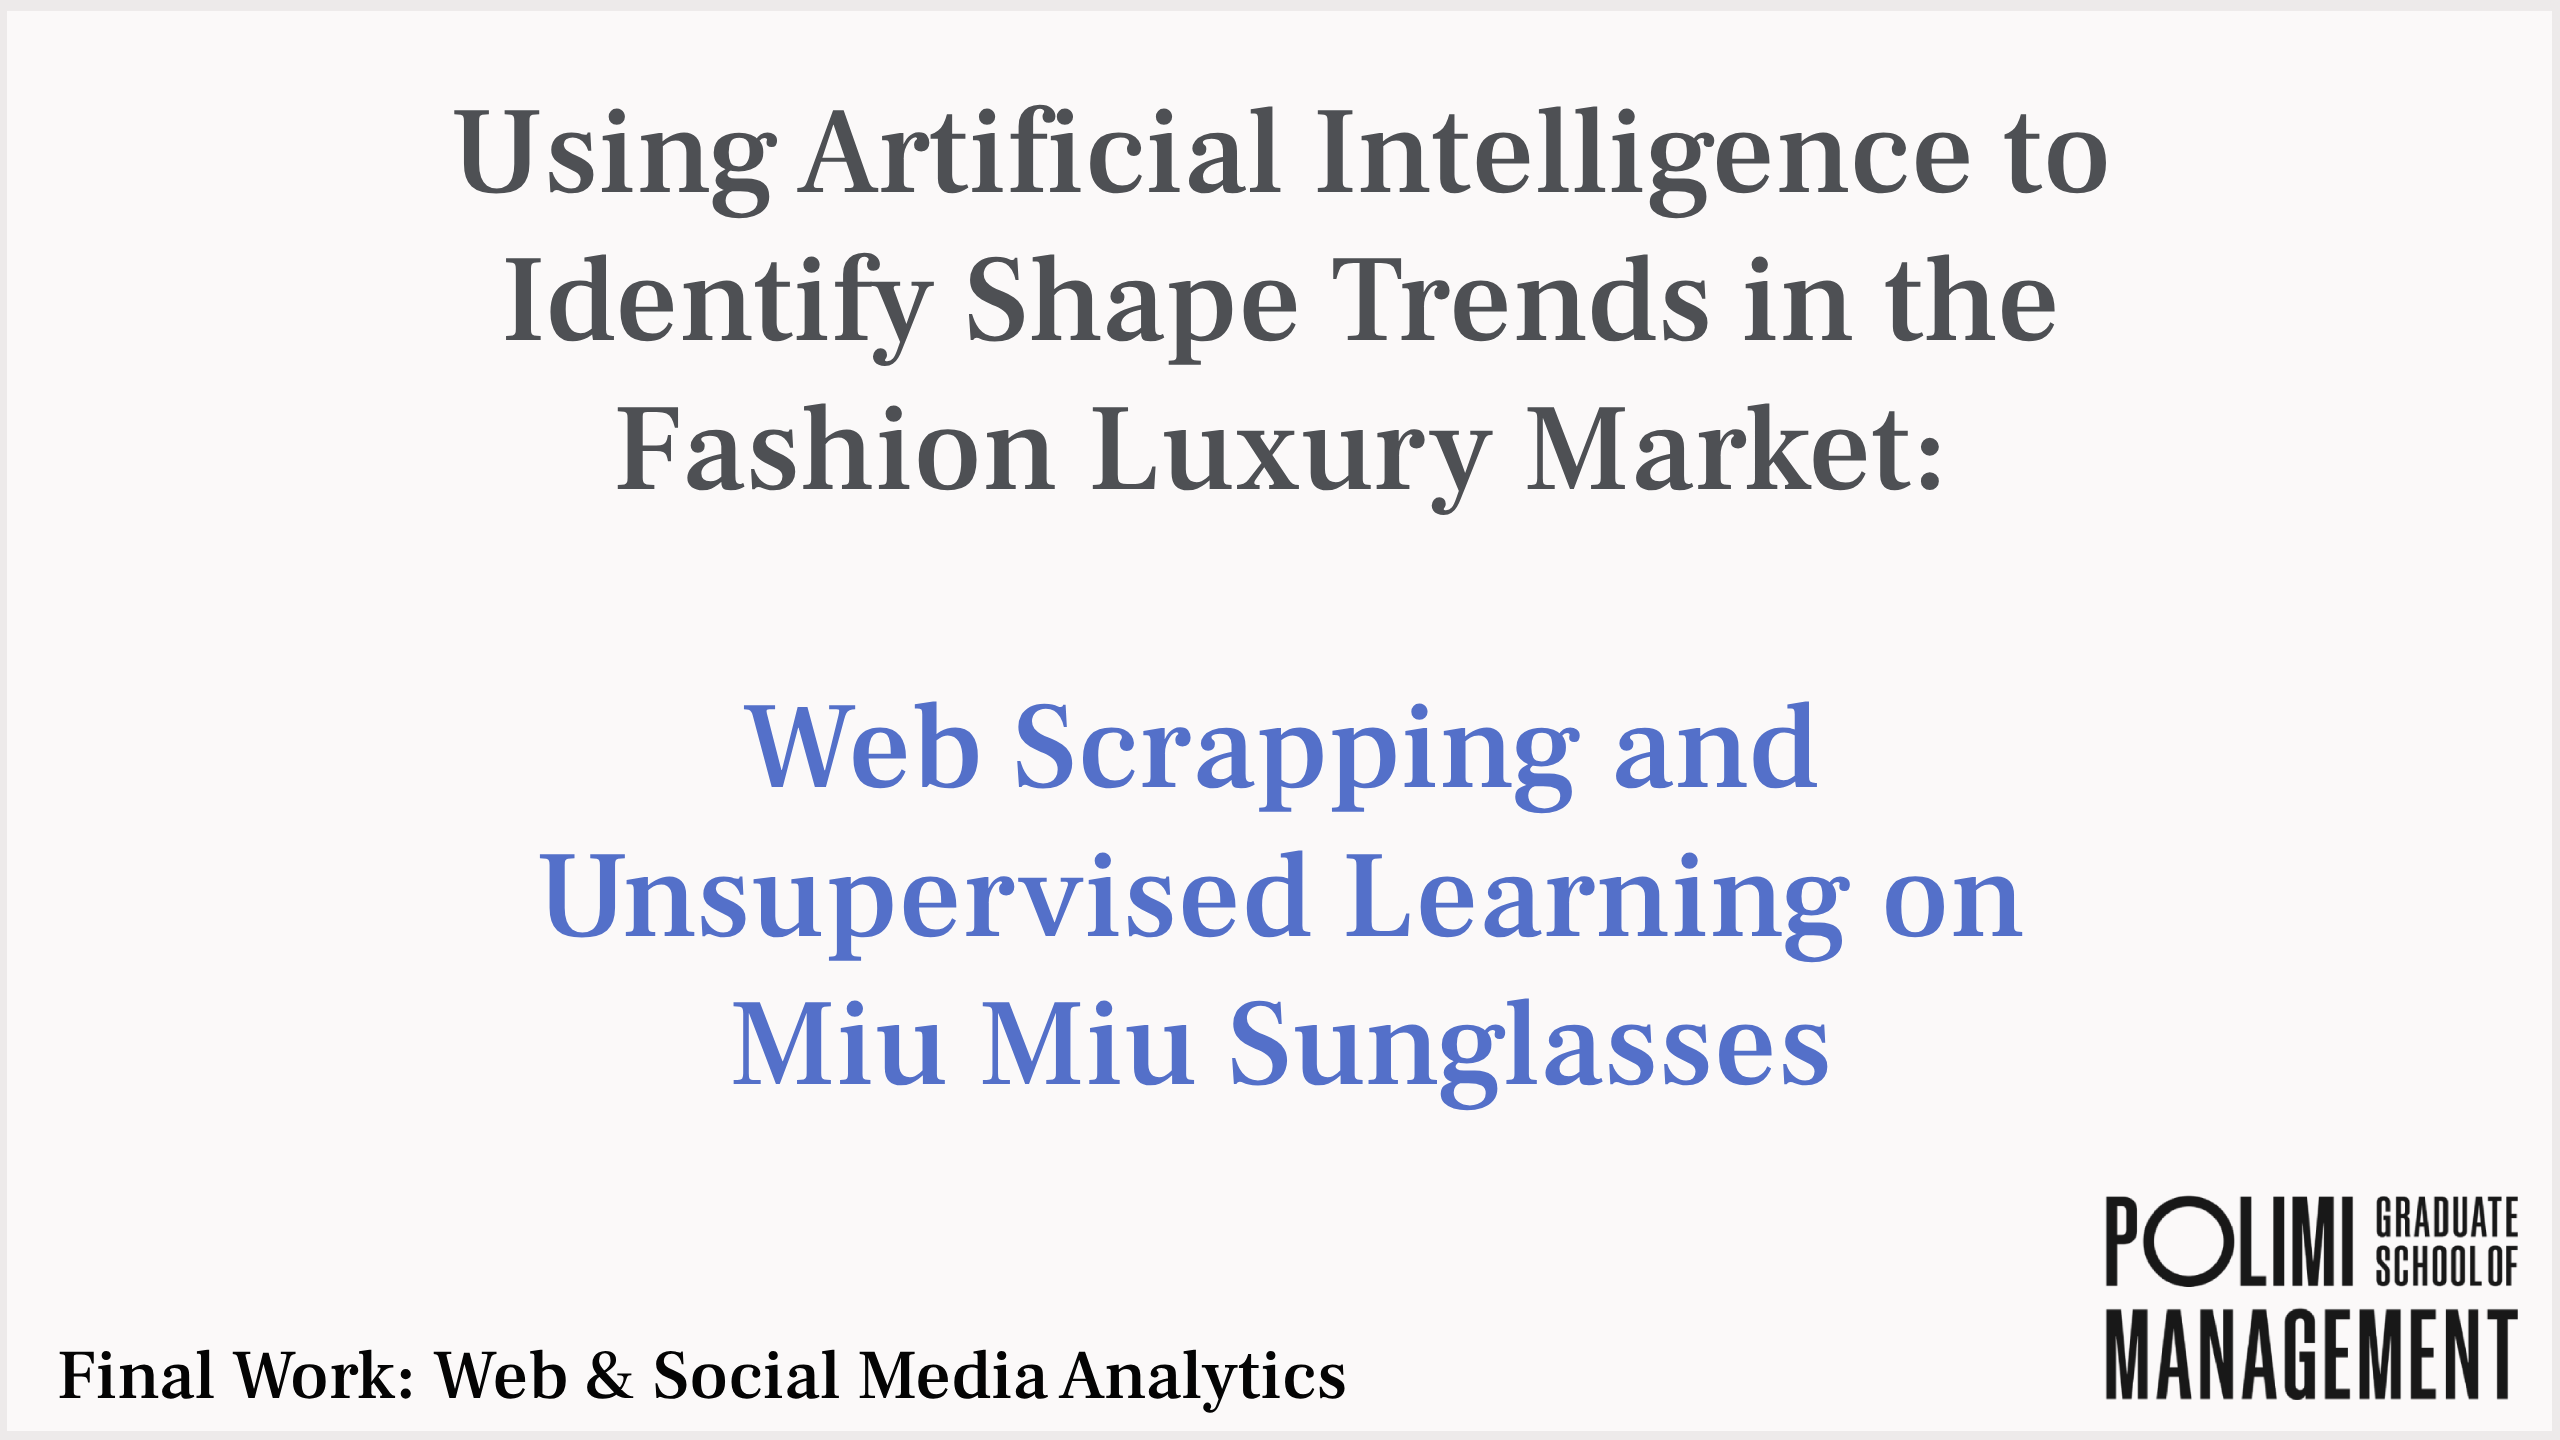 Using Artificial Intelligence to
Identify Shape Trends in the
Fashion Luxury Market:
Web Scrapping and
Unsupervised Learning on
Miu Miu Sunglasses
Final Work: Web & Social Media Analytics
POLIMI GRADUATE
SCHOOL OF
MANAGEMENT